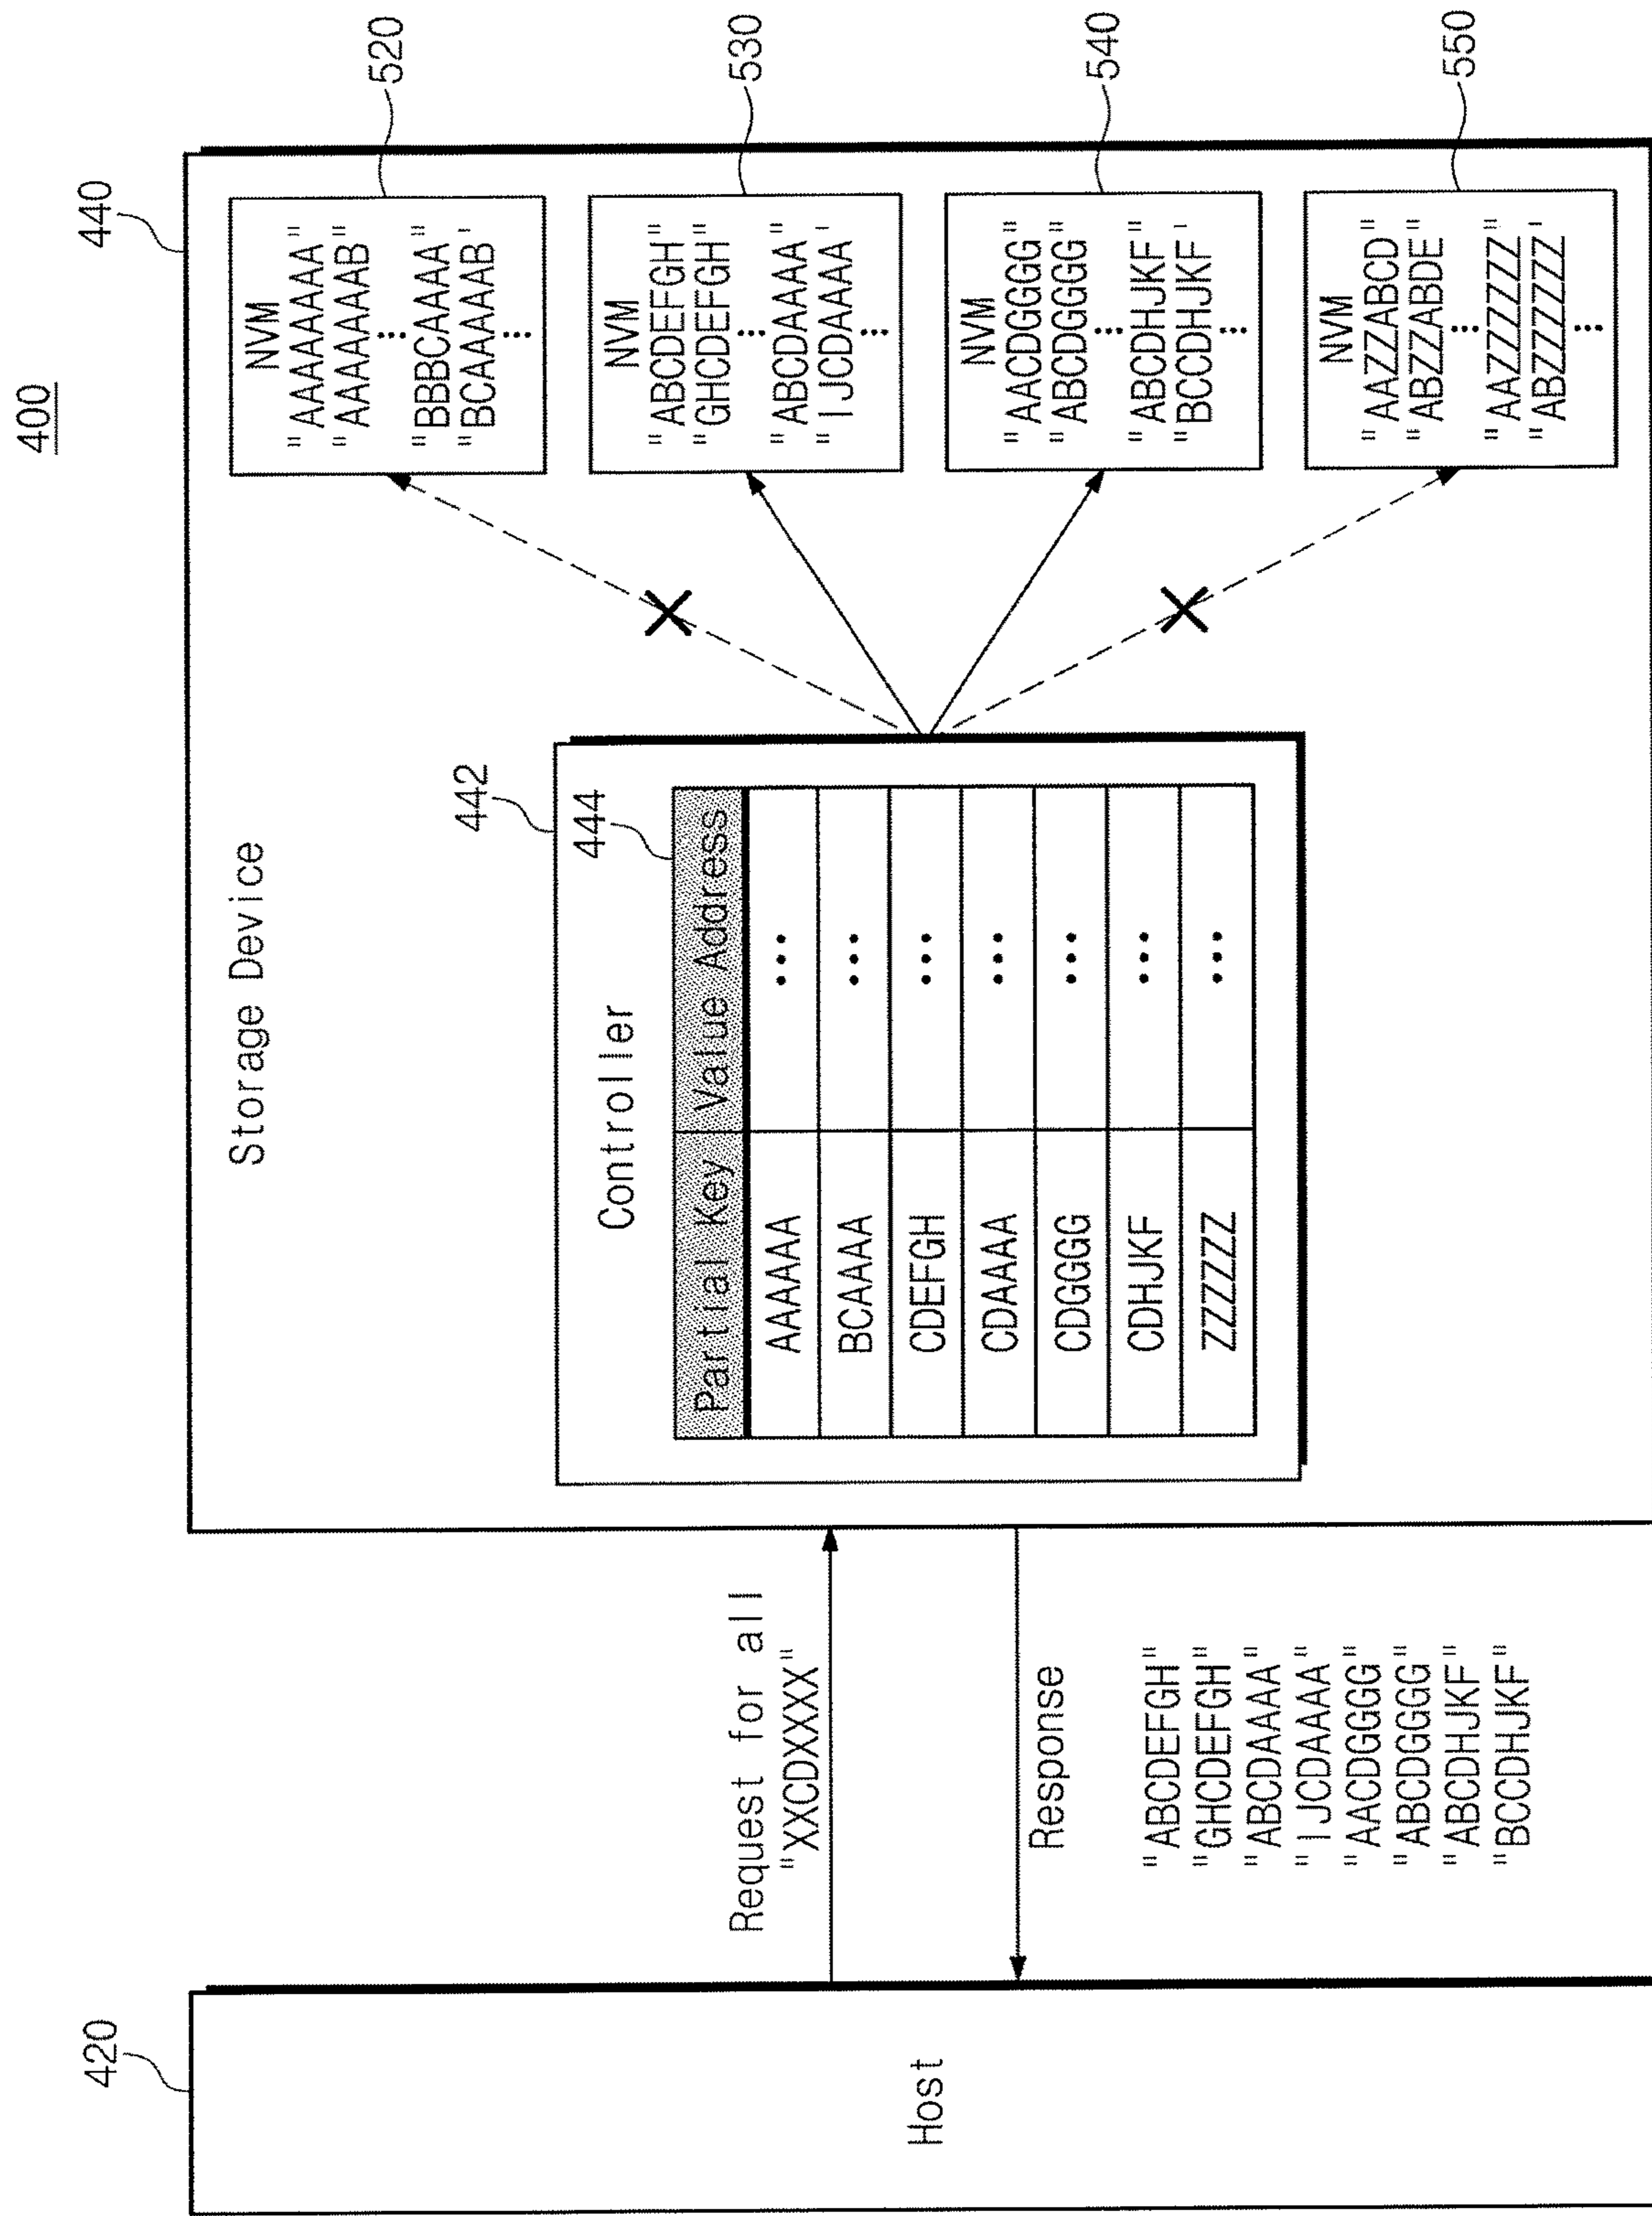 400
420
Host
Request for all
"XXCDXXXX"
Response
"ABCDEFGH"
"GHCDEFGH"
"ABCDAAAA"
"IJCDAAAA"
"AACDGGGG"
"ABCDGGGG"
"ABCDHJKF"
"BCCDHJKF"
440
Storage Device
442
Controller
444
Partial Key Value Address
AAAAAA ...
BCAAAA ...
CDEFGH ...
CDAAAA ...
CDGGGG ...
CDHJKF ...
ZZZZZZ ...
NVM
"AAAAAAAA"
"AAAAAAAB"
...
"BBBCAAAA"
"BCAAAAAB'
...
520
NVM
"ABCDEFGH"
"GHCDEFGH"
...
"ABCDAAAA"
"IJCDAAAA'
...
530
NVM
"AACDGGGG"
"ABCDGGGG"
...
"ABCDHJKF"
"BCCDHJKF'
...
540
NVM
"AAZZABCD"
"ABZZABDE"
...
"AAZZZZZZ"
"ABZZZZZZ'
...
550